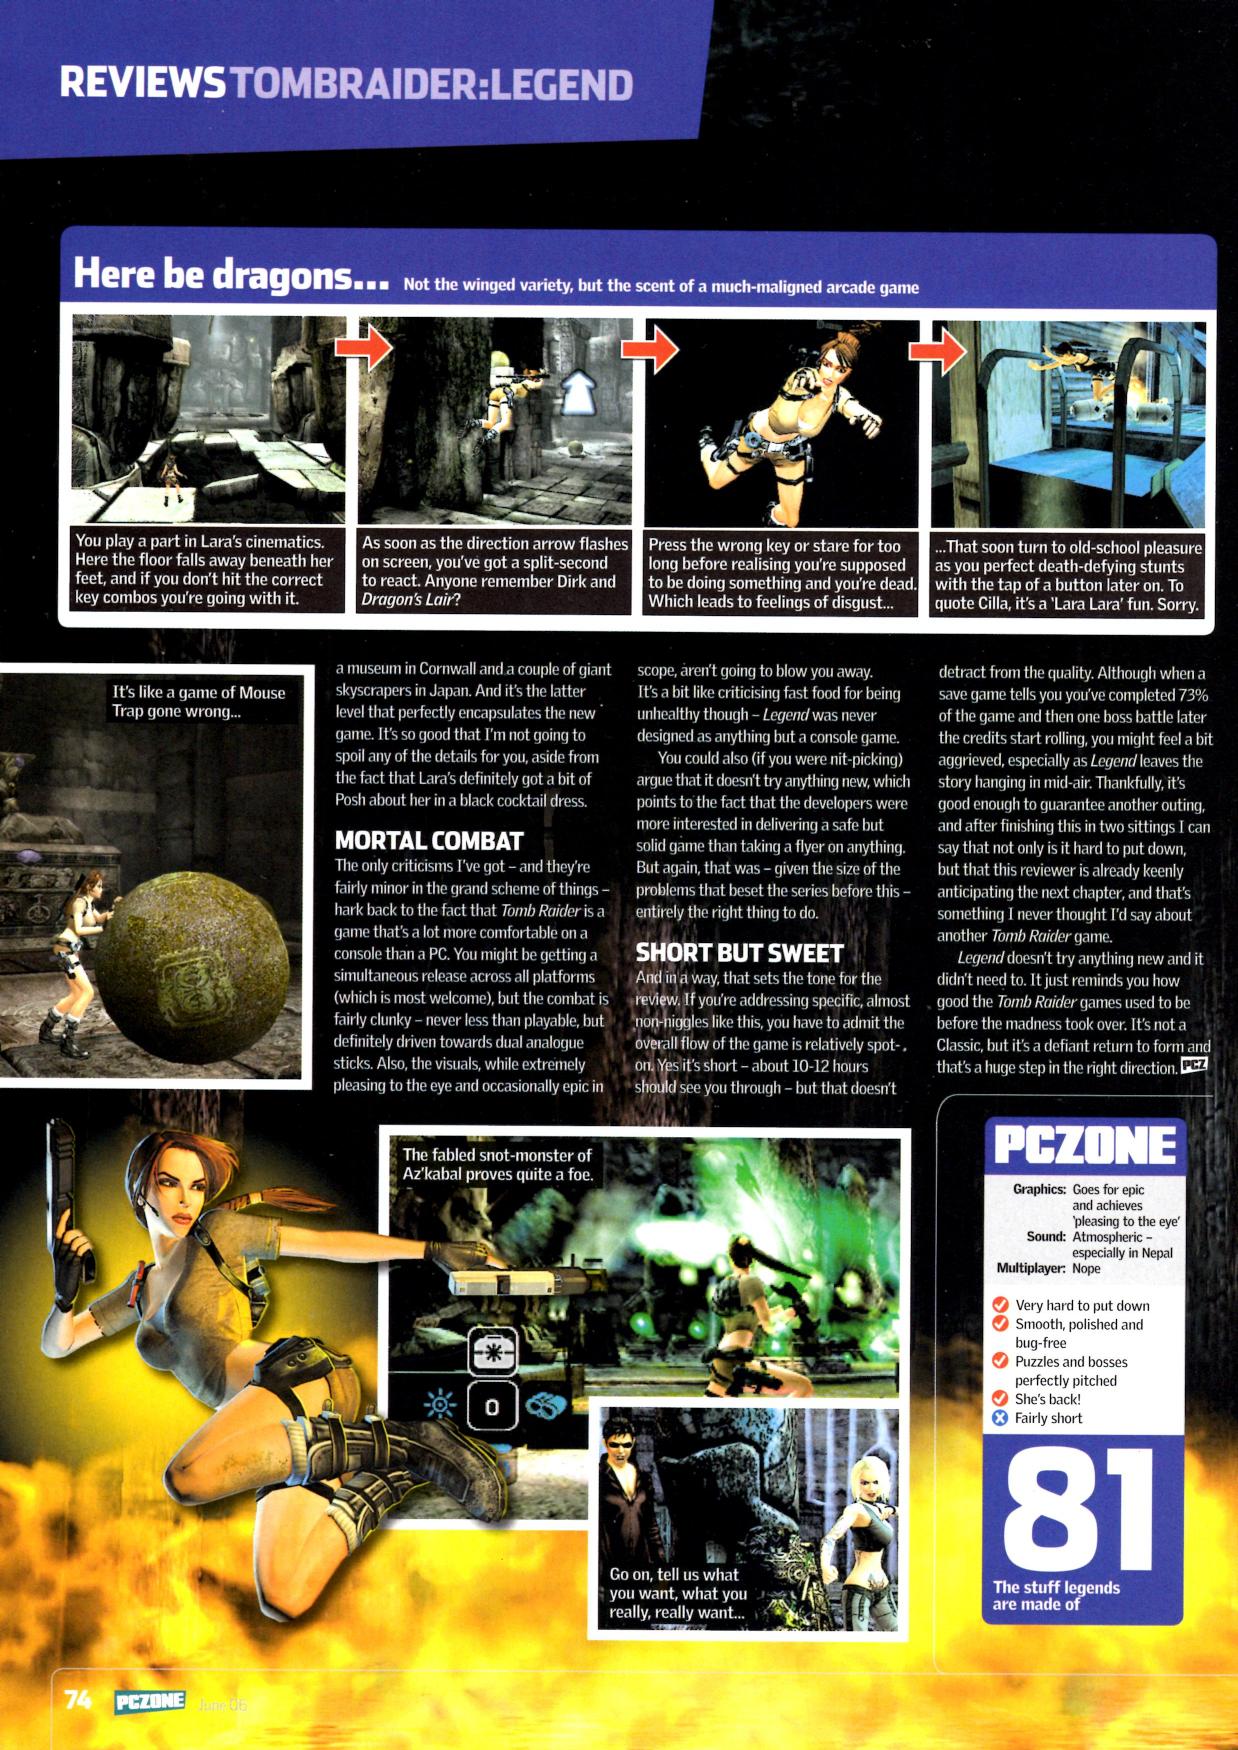 REVIEWS TOMBRAIDER:LEGEND
Here be dragons... Not the winged variety, but the scent of a much-maligned arcade game
You play a part in Lara's cinematics.
Here the floor falls away beneath her
feet, and if you don't hit the correct
key combos you're going with it.
As soon as the direction arrow flashes
on screen, you've got a split-second
to react. Anyone remember Dirk and
Dragon's Lair?
Press the wrong key or stare for too
long before realising you're supposed
to be doing something and you're dead.
Which leads to feelings of disgust...
...That soon turn to old-school pleasure
as you perfect death-defying stunts
with the tap of a button later on. To
quote Cilla, it's a 'Lara Lara' fun. Sorry.
It's like a game of Mouse
Trap gone wrong...
a museum in Cornwall and a couple of giant
skyscrapers in Japan. And it's the latter
level that perfectly encapsulates the new
game. It's so good that I'm not going to
spoil any of the details for you, aside from
the fact that Lara's definitely got a bit of
Posh about her in a black cocktail dress.
MORTAL COMBAT
The only criticisms I've got – and they're
fairly minor in the grand scheme of things –
hark back to the fact that Tomb Raider is a
game that's a lot more comfortable on a
console than a PC. You might be getting a
simultaneous release across all platforms
(which is most welcome), but the combat is
fairly clunky – never less than playable, but
definitely driven towards dual analogue
sticks. Also, the visuals, while extremely
pleasing to the eye and occasionally epic in
scope, aren't going to blow you away.
It's a bit like criticising fast food for being
unhealthy though – Legend was never
designed as anything but a console game.
You could also (if you were nit-picking)
argue that it doesn't try anything new, which
points to the fact that the developers were
more interested in delivering a safe but
solid game than taking a flyer on anything.
But again, that was – given the size of the
problems that beset the series before this –
entirely the right thing to do.
SHORT BUT SWEET
And in a way, that sets the tone for the
review. If you're addressing specific, almost
non-niggles like this, you have to admit the
overall flow of the game is relatively spot-
on. Yes it's short – about 10-12 hours
should see you through – but that doesn't
detract from the quality. Although when a
save game tells you you've completed 73%
of the game and then one boss battle later
the credits start rolling, you might feel a bit
aggrieved, especially as Legend leaves the
story hanging in mid-air. Thankfully, it's
good enough to guarantee another outing,
and after finishing this in two sittings I can
say that not only is it hard to put down,
but that this reviewer is already keenly
anticipating the next chapter, and that's
something I never thought I'd say about
another Tomb Raider game.
Legend doesn't try anything new and it
didn't need to. It just reminds you how
good the Tomb Raider games used to be
before the madness took over. It's not a
Classic, but it's a defiant return to form and
that's a huge step in the right direction. PCZ
The fabled snot-monster of
Az'kabal proves quite a foe.
0
Go on, tell us what
you want, what you
really, really want...
PCZONE
Graphics: Goes for epic
and achieves
'pleasing to the eye'
Sound: Atmospheric –
especially in Nepal
Multiplayer: Nope
Very hard to put down
Smooth, polished and
bug-free
Puzzles and bosses
perfectly pitched
She's back!
Fairly short
81
The stuff legends
are made of
74 PCZONE June 06